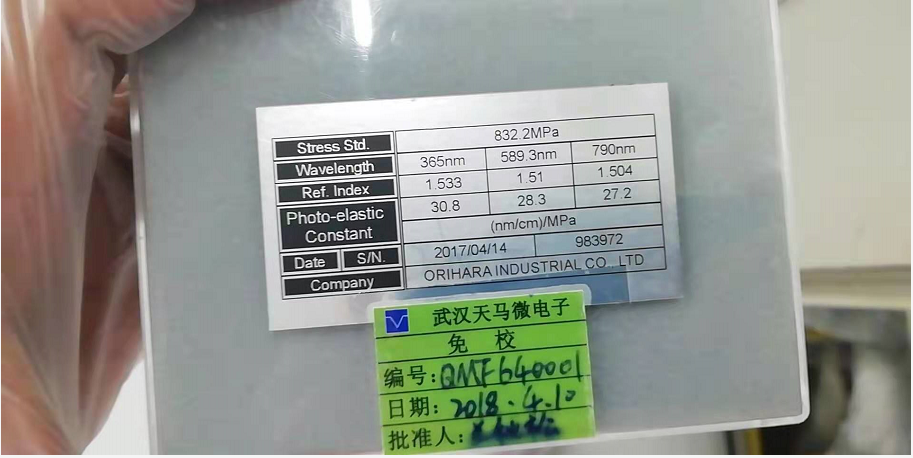 Stress Std. 832.2MPa
Wavelength 365nm 589.3nm 790nm
Ref. Index 1.533 1.51 1.504
Photo-elastic Constant 30.8 28.3 27.2
(nm/cm)/MPa
Date S/N. 2017/04/14 983972
Company ORIHARA INDUSTRIAL CO., LTD
武汉天马微电子
免 校
编号:QMF640001
日期: 2018.4.10
批准人: